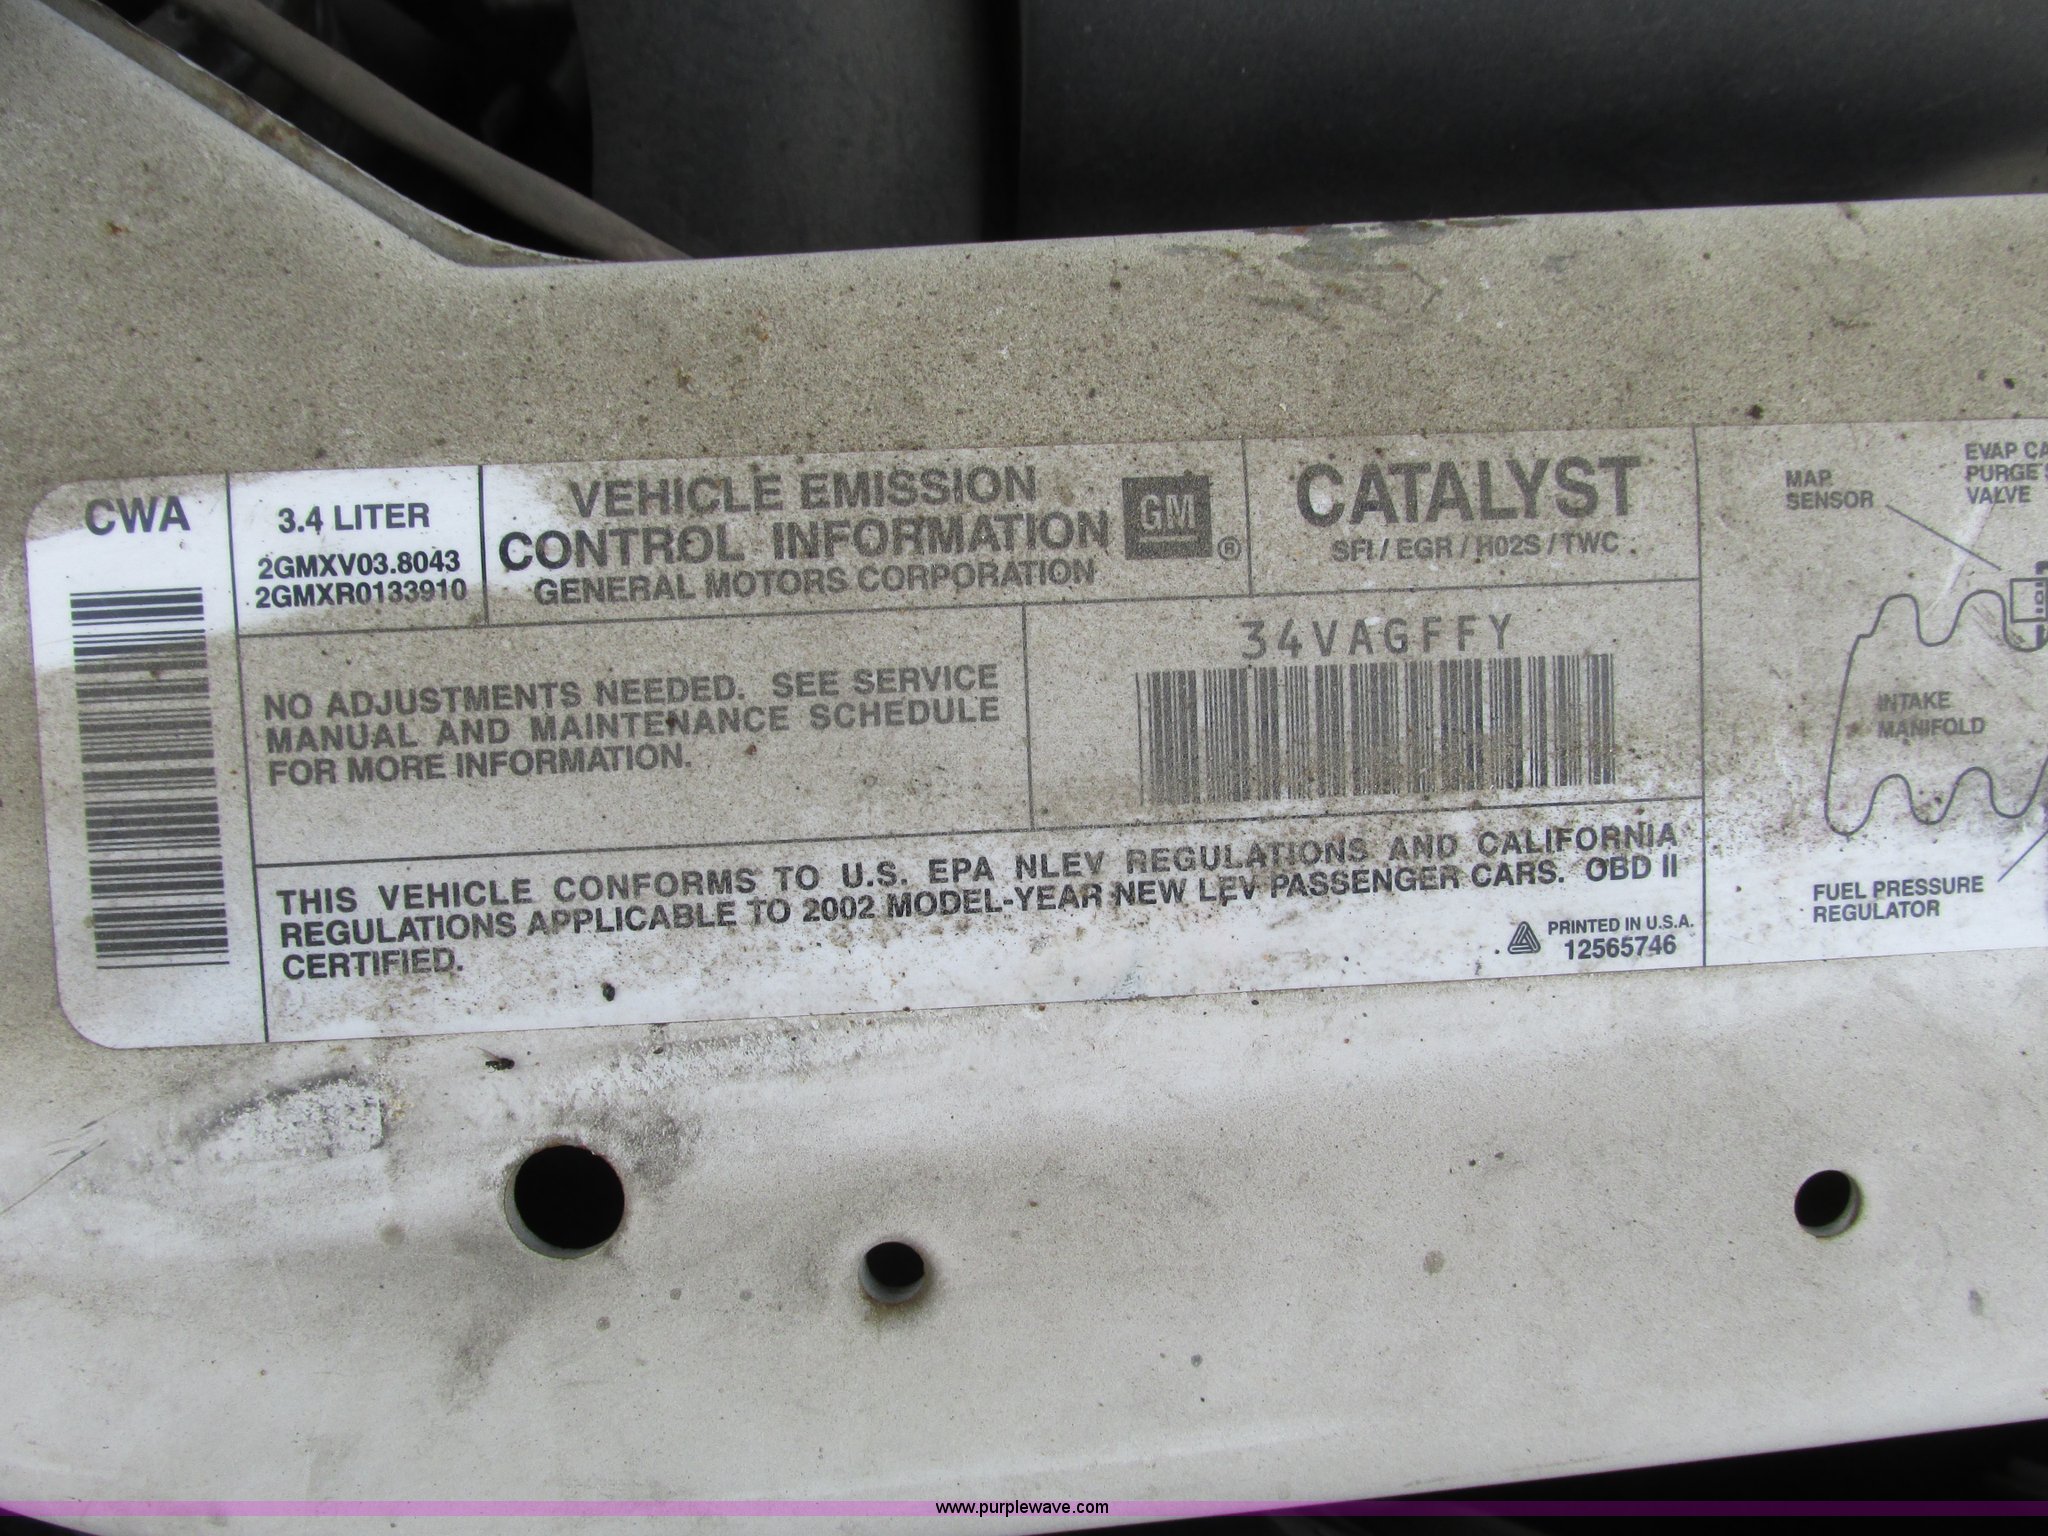 CWA
3.4 LITER
2GMXV03.8043
2GMXR0133910
VEHICLE EMISSION
CONTROL INFORMATION
GENERAL MOTORS CORPORATION
GM
®
CATALYST
SFI / EGR / H02S / TWC
NO ADJUSTMENTS NEEDED. SEE SERVICE
MANUAL AND MAINTENANCE SCHEDULE
FOR MORE INFORMATION.
34VAGFFY
THIS VEHICLE CONFORMS TO U.S. EPA NLEV REGULATIONS AND CALIFORNIA
REGULATIONS APPLICABLE TO 2002 MODEL-YEAR NEW LEV PASSENGER CARS. OBD II
CERTIFIED.
PRINTED IN U.S.A.
12565746
MAP
SENSOR
EVAP CA
PURGE S
VALVE
INTAKE
MANIFOLD
FUEL PRESSURE
REGULATOR
www.purplewave.com